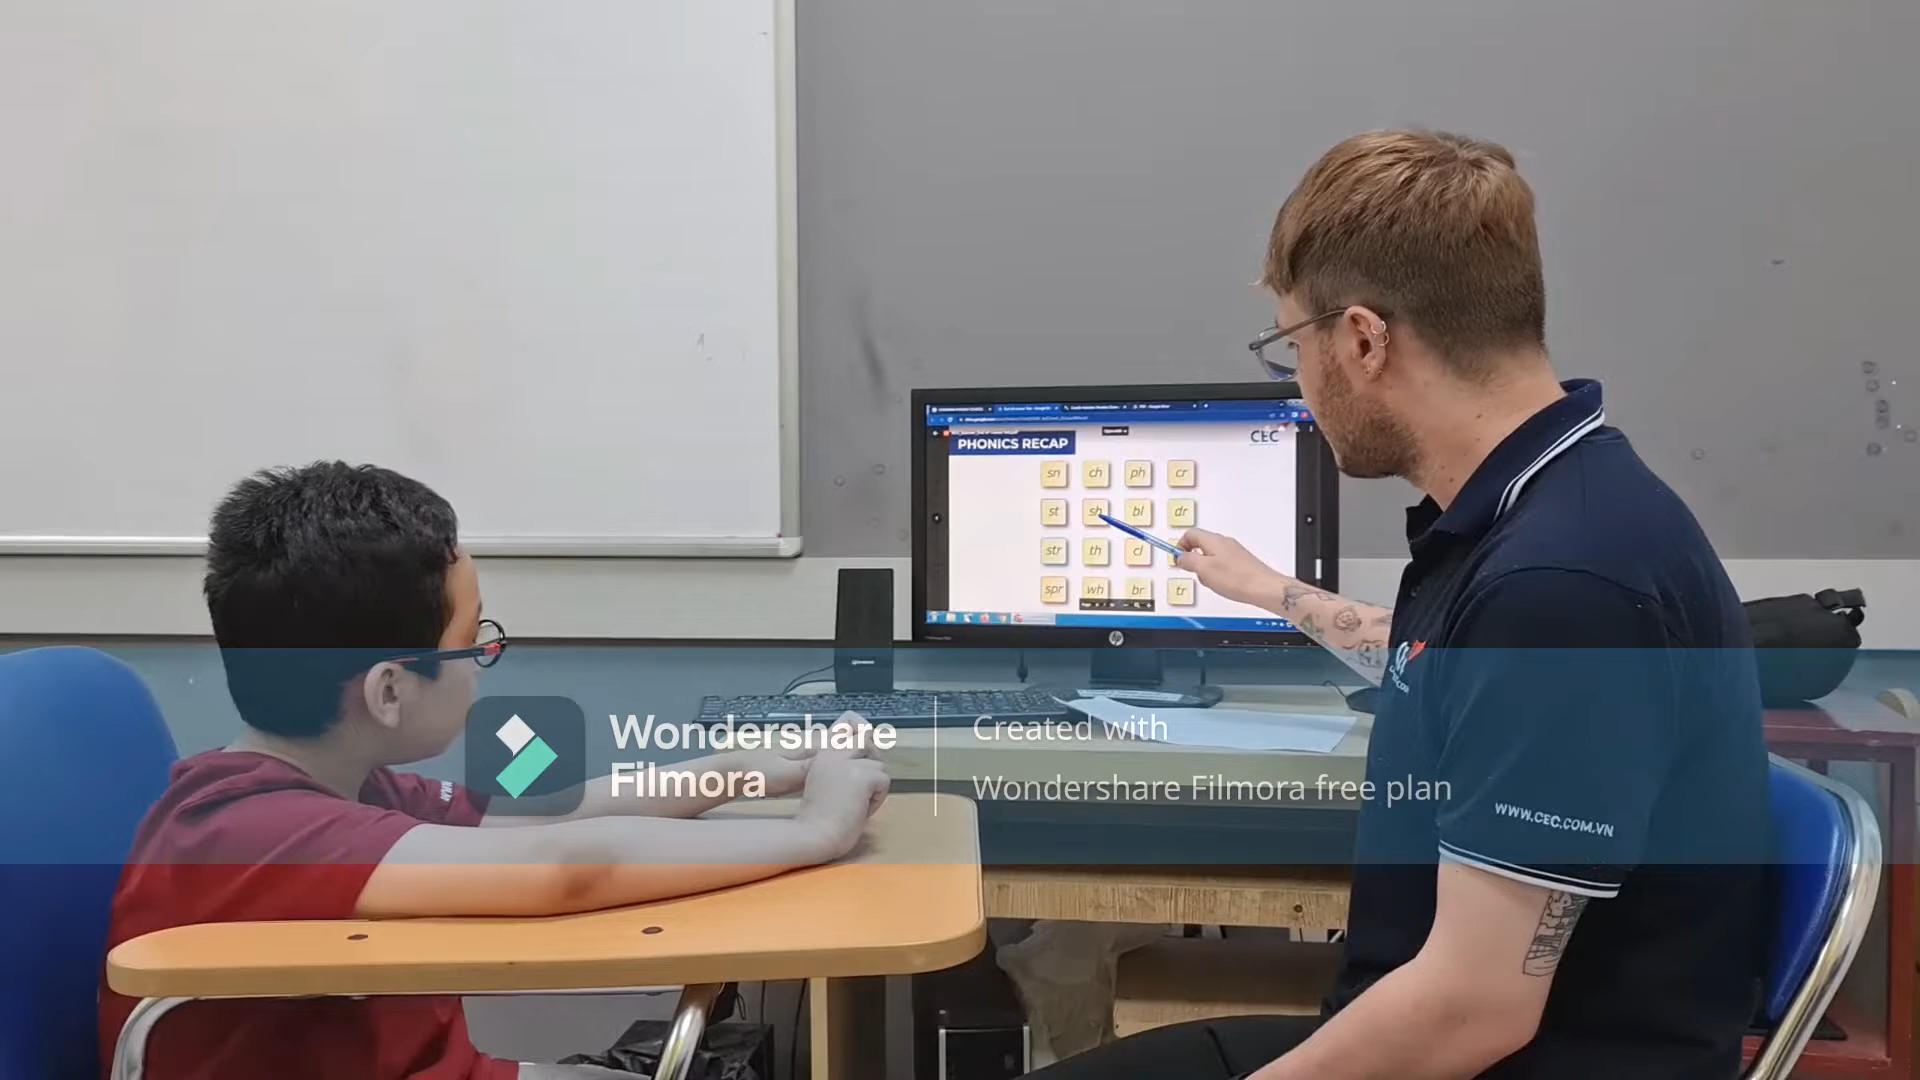 PHONICS RECAP
CEC
sn ch ph cr
st sh bl dr
str th cl
spr wh br tr
hp
Wondershare
Filmora
Created with
Wondershare Filmora free plan
WWW.CEC.COM.VN